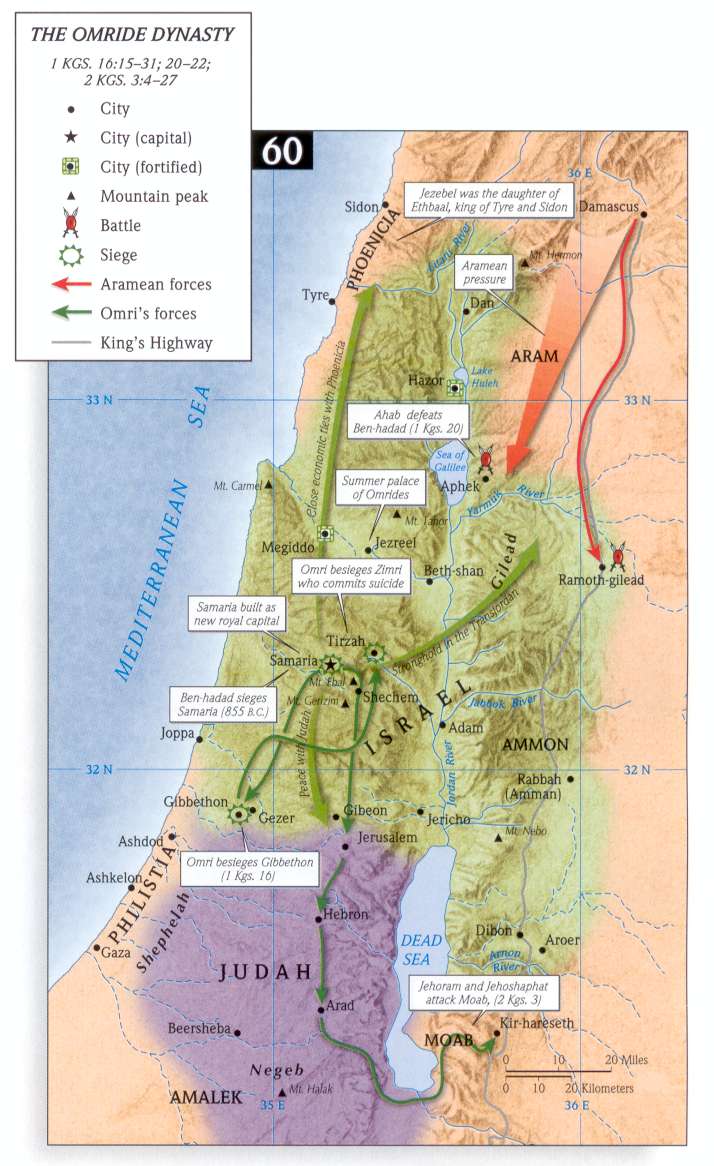 THE OMRIDE DYNASTY
1 KGS. 16:15–31; 20–22;
2 KGS. 3:4–27
City
City (capital)
City (fortified)
Mountain peak
Battle
Siege
Aramean forces
Omri's forces
King's Highway
60
36 E
Jezebel was the daughter of
Ethbaal, king of Tyre and Sidon
Sidon
Damascus
PHOENICIA
Litani River
Mt. Hermon
Aramean
pressure
Tyre
Dan
ARAM
Hazor
Lake
Huleh
33 N
33 N
SEA
MEDITERRANEAN
Ahab defeats
Ben-hadad (1 Kgs. 20)
Close economic ties with Phoenicia
Sea of
Galilee
Aphek
Yarmuk River
Mt. Carmel
Summer palace
of Omrides
Mt. Tabor
Megiddo
Jezreel
Gilead
Omri besieges Zimri
who commits suicide
Beth-shan
Ramoth-gilead
Samaria built as
new royal capital
Tirzah
Stronghold in the Transjordan
Samaria
Mt. Ebal
Shechem
Mt. Gerizim
Ben-hadad sieges
Samaria (855 B.C.)
ISRAEL
Jabbok River
Joppa
Adam
AMMON
Peace with Judah
Jordan River
32 N
32 N
Rabbah
(Amman)
Gibbethon
Gezer
Gibeon
Jericho
Mt. Nebo
Ashdod
Jerusalem
Omri besieges Gibbethon
(1 Kgs. 16)
Ashkelon
PHILISTIA
Shephelah
Hebron
Gaza
DEAD
SEA
Dibon
Aroer
Arnon
River
JUDAH
Jehoram and Jehoshaphat
attack Moab, (2 Kgs. 3)
Arad
Kir-hareseth
Beersheba
MOAB
Negeb
0 10 20 Miles
0 10 20 Kilometers
Mt. Halak
AMALEK
35 E
36 E